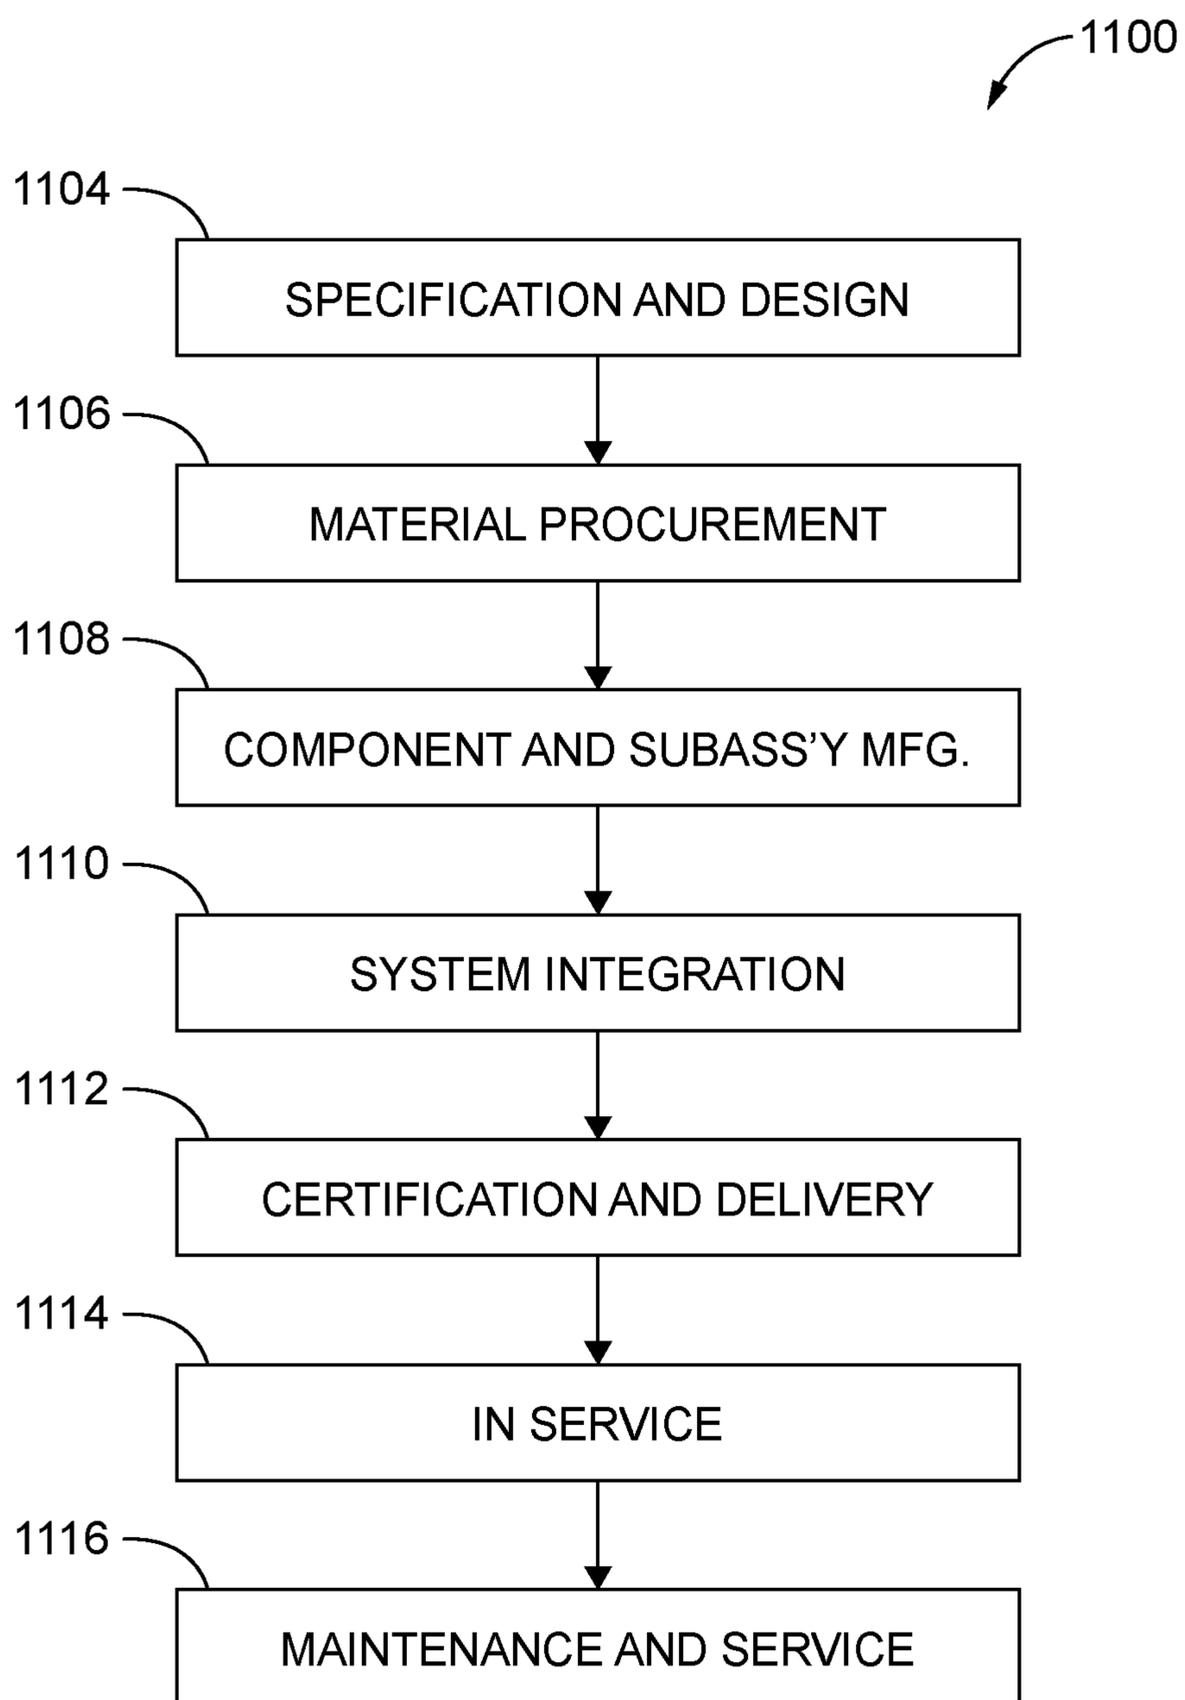 1100
1104
SPECIFICATION AND DESIGN
1106
MATERIAL PROCUREMENT
1108
COMPONENT AND SUBASS’Y MFG.
1110
SYSTEM INTEGRATION
1112
CERTIFICATION AND DELIVERY
1114
IN SERVICE
1116
MAINTENANCE AND SERVICE